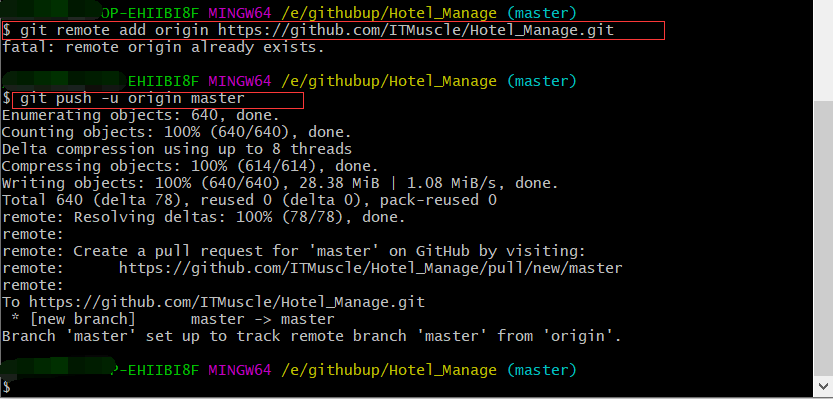 OP-EHIIBI8F MINGW64 /e/githubup/Hotel_Manage (master)
$ git remote add origin https://github.com/ITMuscle/Hotel_Manage.git
fatal: remote origin already exists.
-EHIIBI8F MINGW64 /e/githubup/Hotel_Manage (master)
$ git push -u origin master
Enumerating objects: 640, done.
Counting objects: 100% (640/640), done.
Delta compression using up to 8 threads
Compressing objects: 100% (614/614), done.
Writing objects: 100% (640/640), 28.38 MiB | 1.08 MiB/s, done.
Total 640 (delta 78), reused 0 (delta 0), pack-reused 0
remote: Resolving deltas: 100% (78/78), done.
remote:
remote: Create a pull request for 'master' on GitHub by visiting:
remote:      https://github.com/ITMuscle/Hotel_Manage/pull/new/master
remote:
To https://github.com/ITMuscle/Hotel_Manage.git
 * [new branch]      master -> master
Branch 'master' set up to track remote branch 'master' from 'origin'.
P-EHIIBI8F MINGW64 /e/githubup/Hotel_Manage (master)
$